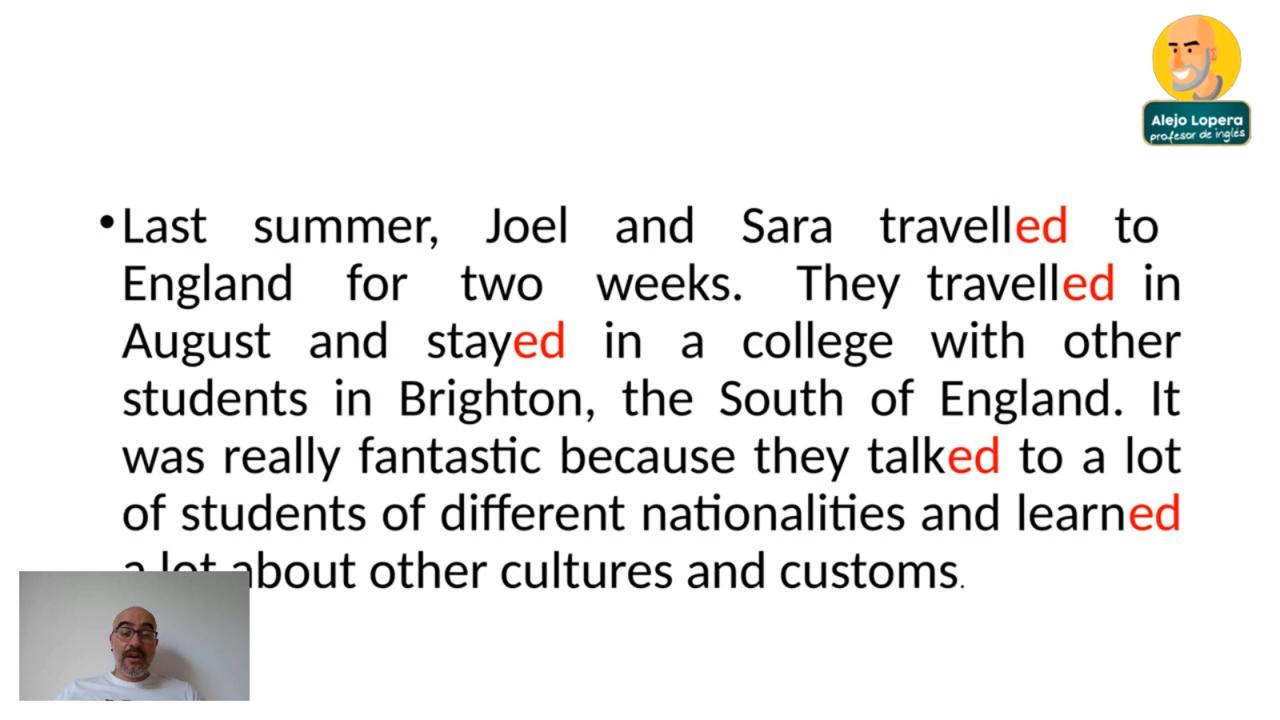 Alejo Lopera
profesor de inglés
• Last summer, Joel and Sara travelled to
England for two weeks. They travelled in
August and stayed in a college with other
students in Brighton, the South of England. It
was really fantastic because they talked to a lot
of students of different nationalities and learned
a lot about other cultures and customs.